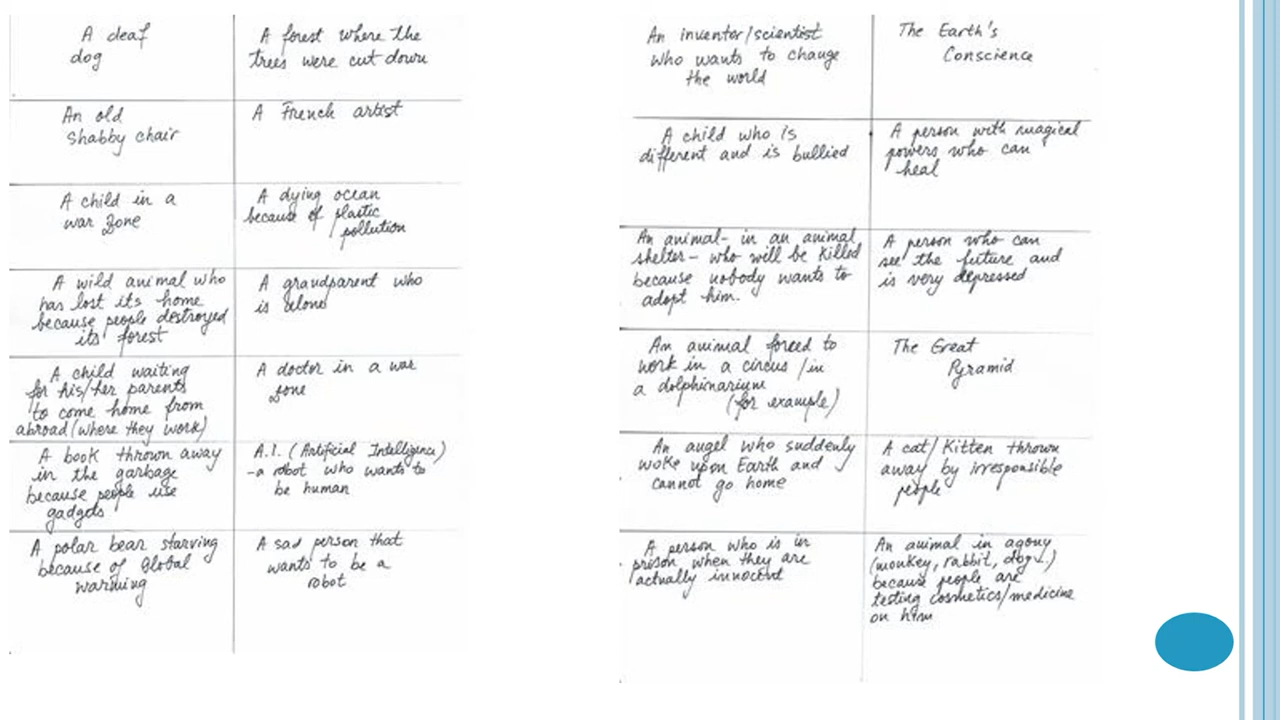 A deaf
dog
A forest where the
trees were cut down
An old
Shabby chair
A French artist
A child in a
war zone
A dying ocean
because of plastic
pollution
A wild animal who
has lost its home
because people destroyed
its forest
A grandparent who
is alone
A child waiting
for his/her parents
to come home from
abroad (where they work)
A doctor in a war
zone
A book thrown away
in the garbage
because people use
gadgets
A.I. (Artificial Intelligence)
-a robot who wants to
be human
A polar bear starving
because of Global
warming
A sad person that
wants to be a
robot
An inventor/scientist
who wants to change
the world
The Earth's
Conscience
A child who is
different and is bullied
A person with magical
powers who can
heal
An animal- in an animal
shelter- who will be killed
because nobody wants to
adopt him.
A person who can
see the future and
is very depressed
An animal forced to
work in a circus /in
a dolphinarium
(for example)
The Great
Pyramid
An angel who suddenly
woke upon Earth and
cannot go home
A cat/Kitten thrown
away by irresponsible
people
A person who is in
prison when they are
actually innocent
An animal in agony
(monkey, rabbit, dog...)
because people are
testing cosmetics/medicine
on him